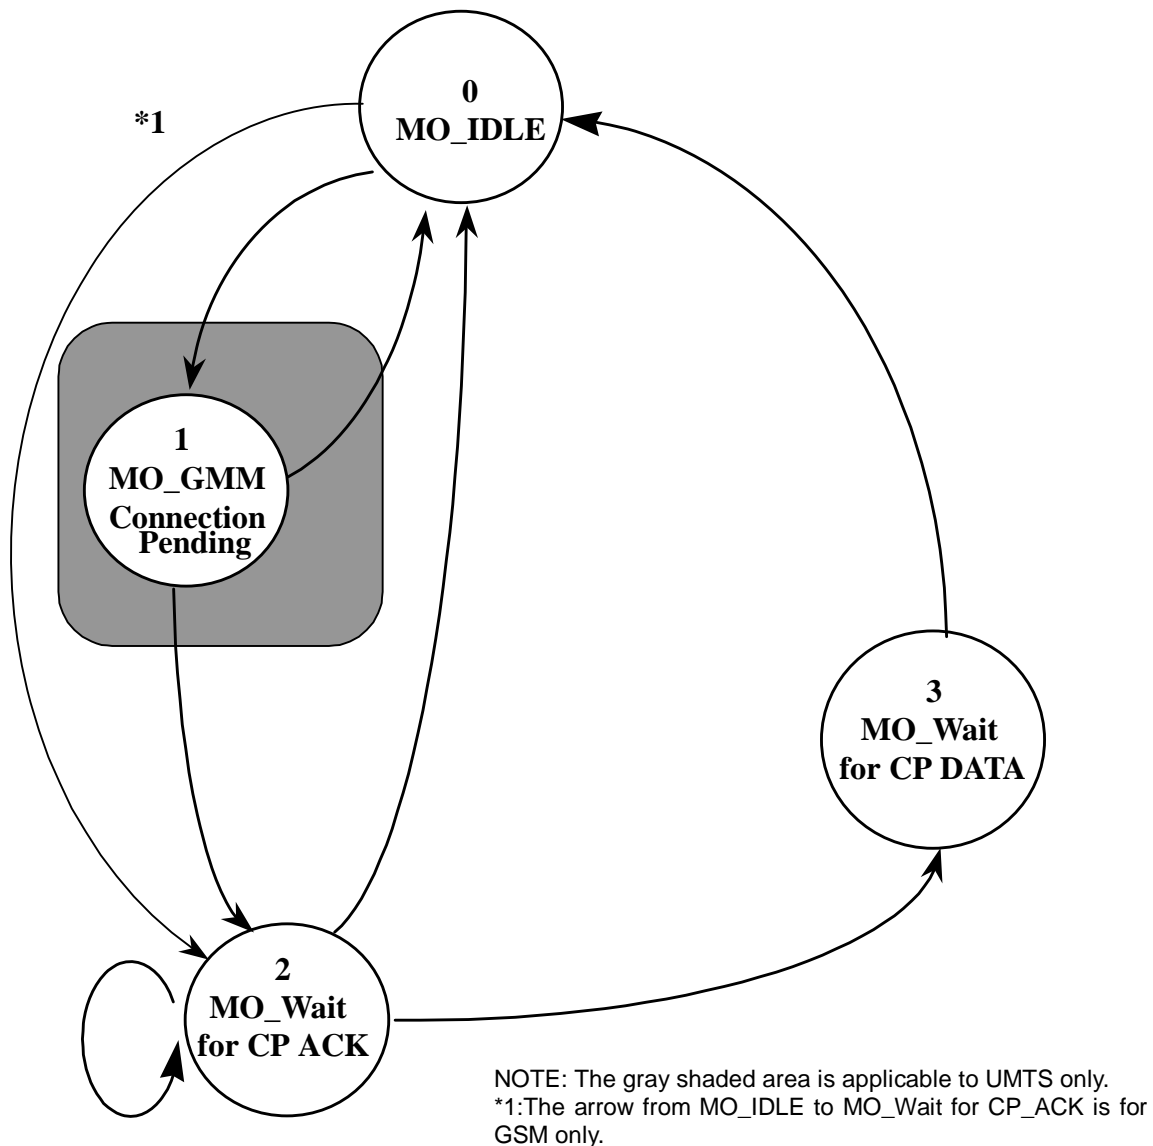 0
MO_IDLE
*1
1
MO_GMM
Connection
Pending
3
MO_Wait
for CP DATA
2
MO_Wait
for CP ACK
NOTE: The gray shaded area is applicable to UMTS only.
*1:The arrow from MO_IDLE to MO_Wait for CP_ACK is for
GSM only.